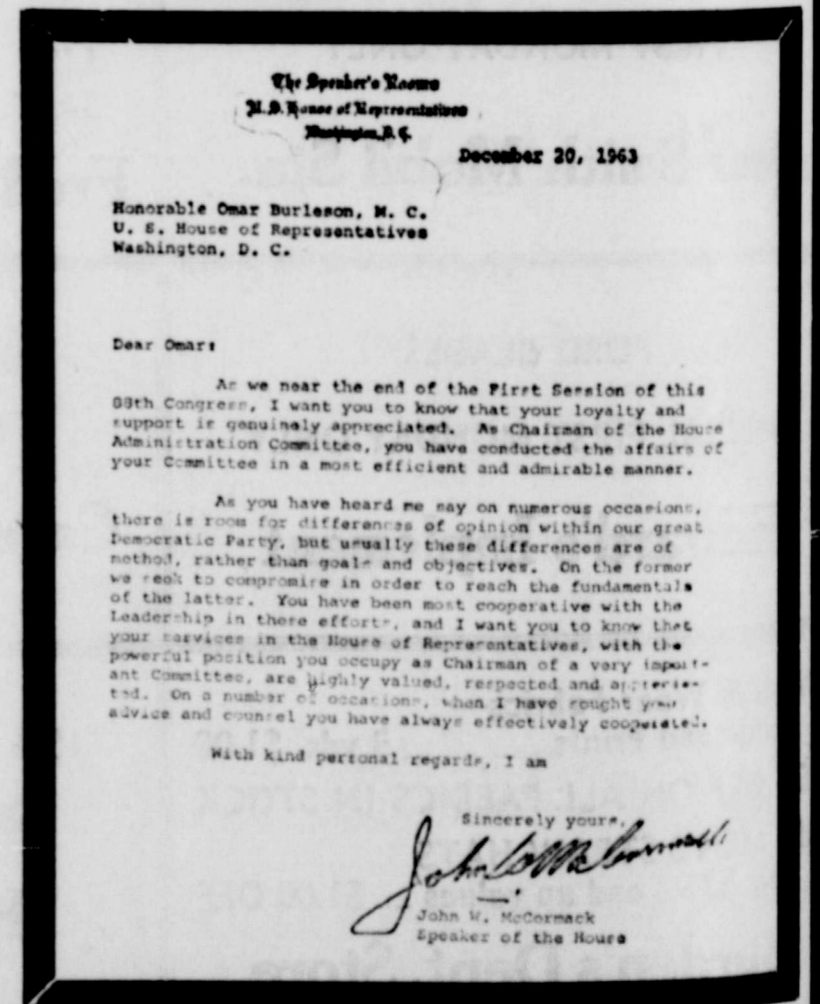 The Speaker's Rooms
U.S. House of Representatives
Washington, D. C.
December 20, 1963
Honorable Omar Burleson, M. C.
U. S. House of Representatives
Washington, D. C.
Dear Omar:
As we near the end of the First Session of this
88th Congress, I want you to know that your loyalty and
support is genuinely appreciated. As Chairman of the House
Administration Committee, you have conducted the affairs of
your Committee in a most efficient and admirable manner.
As you have heard me say on numerous occasions,
there is room for differences of opinion within our great
Democratic Party, but usually these differences are of
method, rather than goals and objectives. On the former
we seek to compromise in order to reach the fundamentals
of the latter. You have been most cooperative with the
Leadership in these efforts, and I want you to know that
your services in the House of Representatives, with the
powerful position you occupy as Chairman of a very import-
ant Committee, are highly valued, respected and apprecia-
ted. On a number of occasions, when I have sought your
advice and counsel you have always effectively cooperated.
With kind personal regards, I am
Sincerely yours,
John W. McCormack
John W. McCormack
Speaker of the House